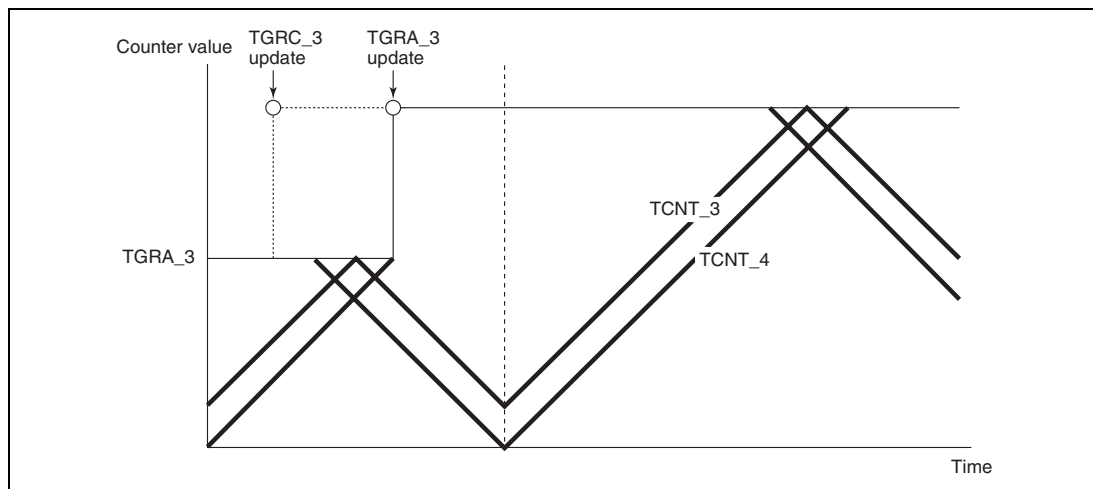 Counter value
TGRC_3
update
TGRA_3
update
TGRA_3
TCNT_3
TCNT_4
Time